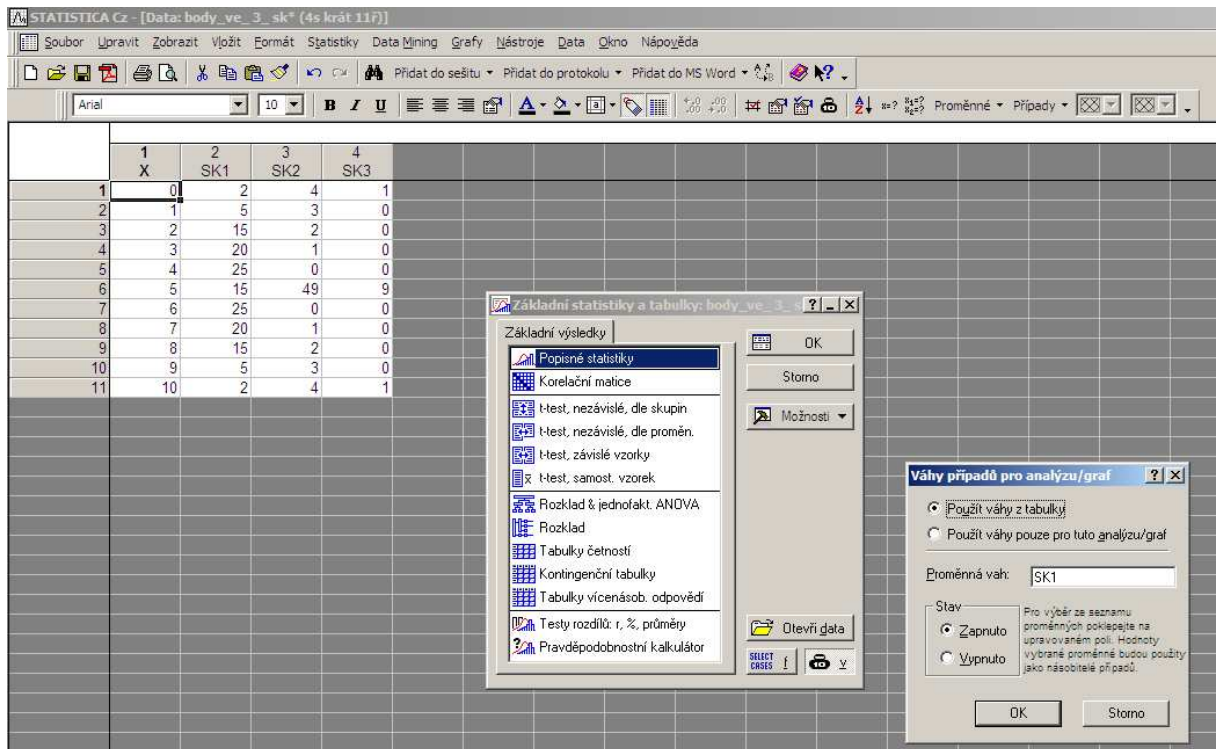 STATISTICA Cz - [Data: body_ve_ 3_ sk* (4s krát 11ř)]
Soubor Upravit Zobrazit Vložit Formát Statistiky Data Mining Grafy Nástroje Data Okno Nápověda
Přidat do sešitu Přidat do protokolu Přidat do MS Word
Arial 10 B I U A Proměnné Případy
1 2 3 4
X SK1 SK2 SK3
1 0 2 4 1
2 1 5 3 0
3 2 15 2 0
4 3 20 1 0
5 4 25 0 0
6 5 15 49 9
7 6 25 0 0
8 7 20 1 0
9 8 15 2 0
10 9 5 3 0
11 10 2 4 1
Základní statistiky a tabulky: body_ve_ 3_ s
Základní výsledky
Popisné statistiky
Korelační matice
t-test, nezávislé, dle skupin
t-test, nezávislé, dle proměn.
t-test, závislé vzorky
t-test, samost. vzorek
Rozklad & jednofakt. ANOVA
Rozklad
Tabulky četností
Kontingenční tabulky
Tabulky vícenásob. odpovědí
Testy rozdílů: r, %, průměry
Pravděpodobnostní kalkulátor
OK
Storno
Možnosti
Otevři data
SELECT CASES
Váhy případů pro analýzu/graf
Použít váhy z tabulky
Použít váhy pouze pro tuto analýzu/graf
Proměnná vah: SK1
Stav
Zapnuto
Vypnuto
Pro výběr ze seznamu
proměnných poklepejte na
upravovaném poli. Hodnoty
vybrané proměnné budou použity
jako násobitelé případů.
OK Storno